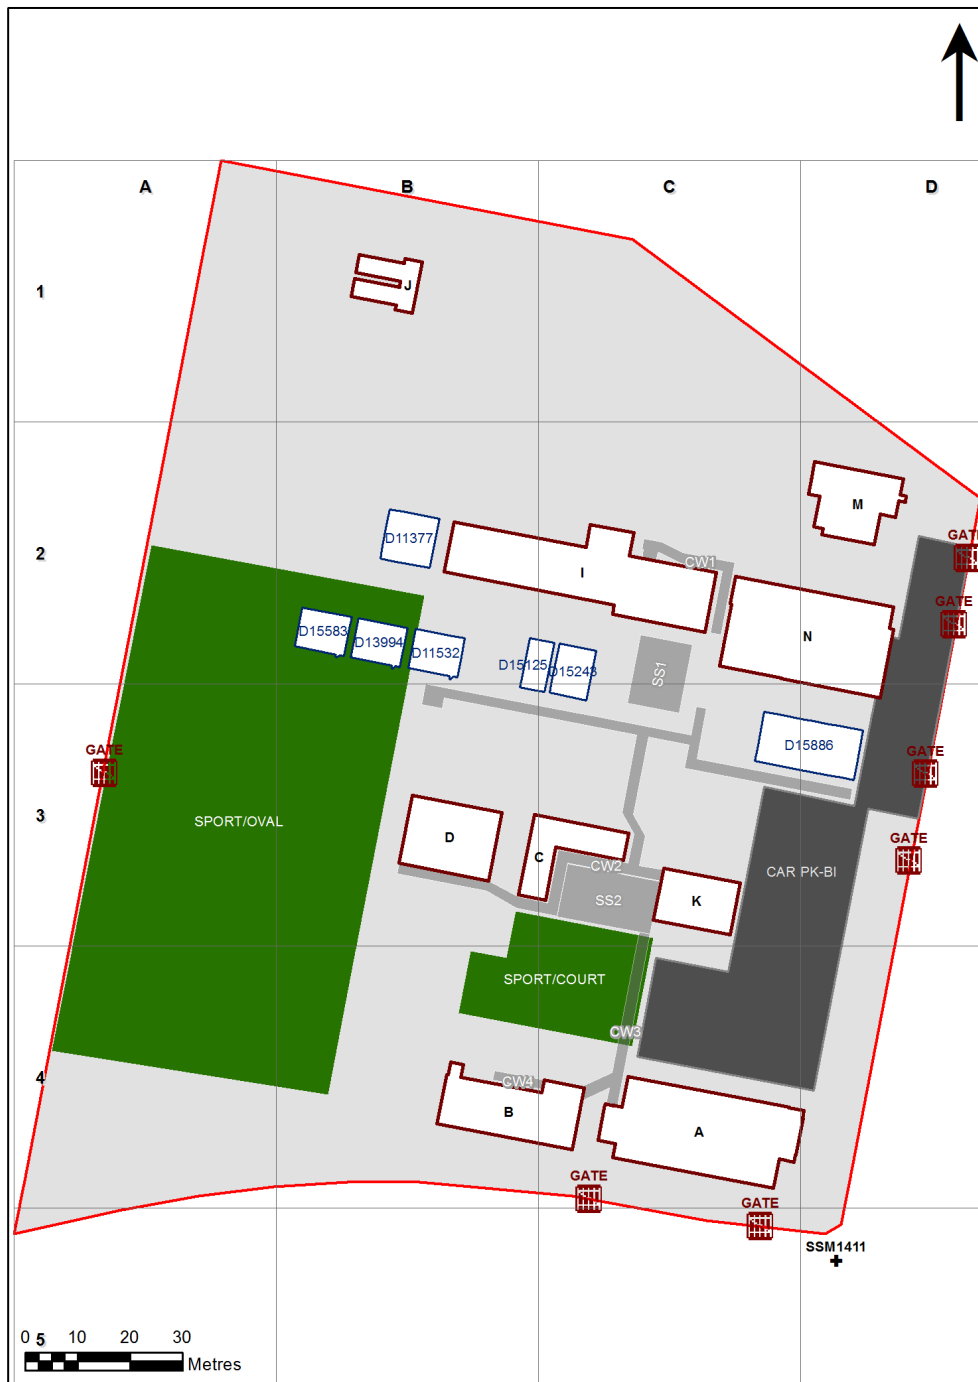 A B C D
1
J
M
2
D11377
GATE
CW1
I
GATE
D15583
D13994
N
D11532
D15125
D15243
SS1
D15886
GATE
GATE
3
SPORT/OVAL
D
GATE
C
CW2
CAR PK-BI
SS2
K
SPORT/COURT
CW3
4
CW4
B
A
GATE
GATE
SSM1411
5
0 10 20 30
Metres